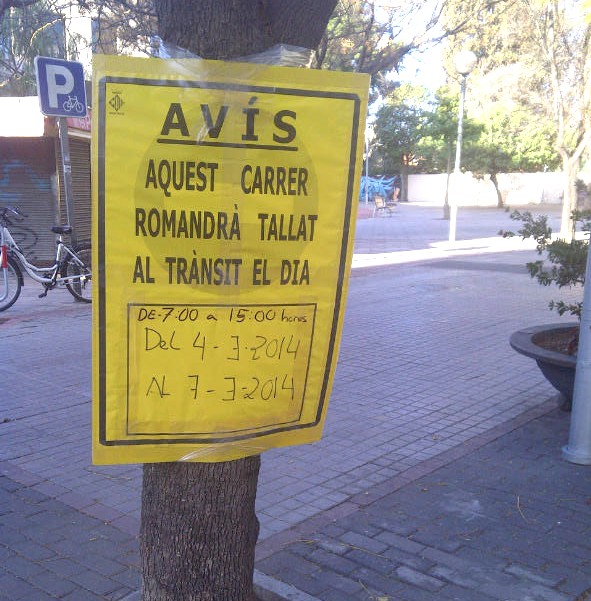 P
AVÍS
AQUEST CARRER
ROMANDRÀ TALLAT
AL TRÀNSIT EL DIA
DE·7:00 a 15:00 hores
Del 4-3-2014
AL 7-3-2014